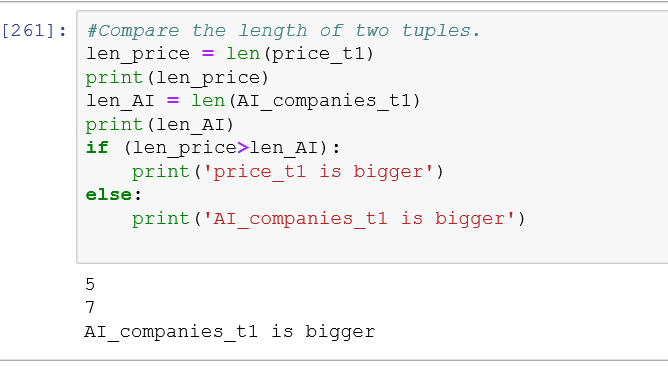 [261]: #Compare the length of two tuples.
len_price = len(price_t1)
print(len_price)
len_AI = len(AI_companies_t1)
print(len_AI)
if (len_price>len_AI):
    print('price_t1 is bigger')
else:
    print('AI_companies_t1 is bigger')
5
7
AI_companies_t1 is bigger